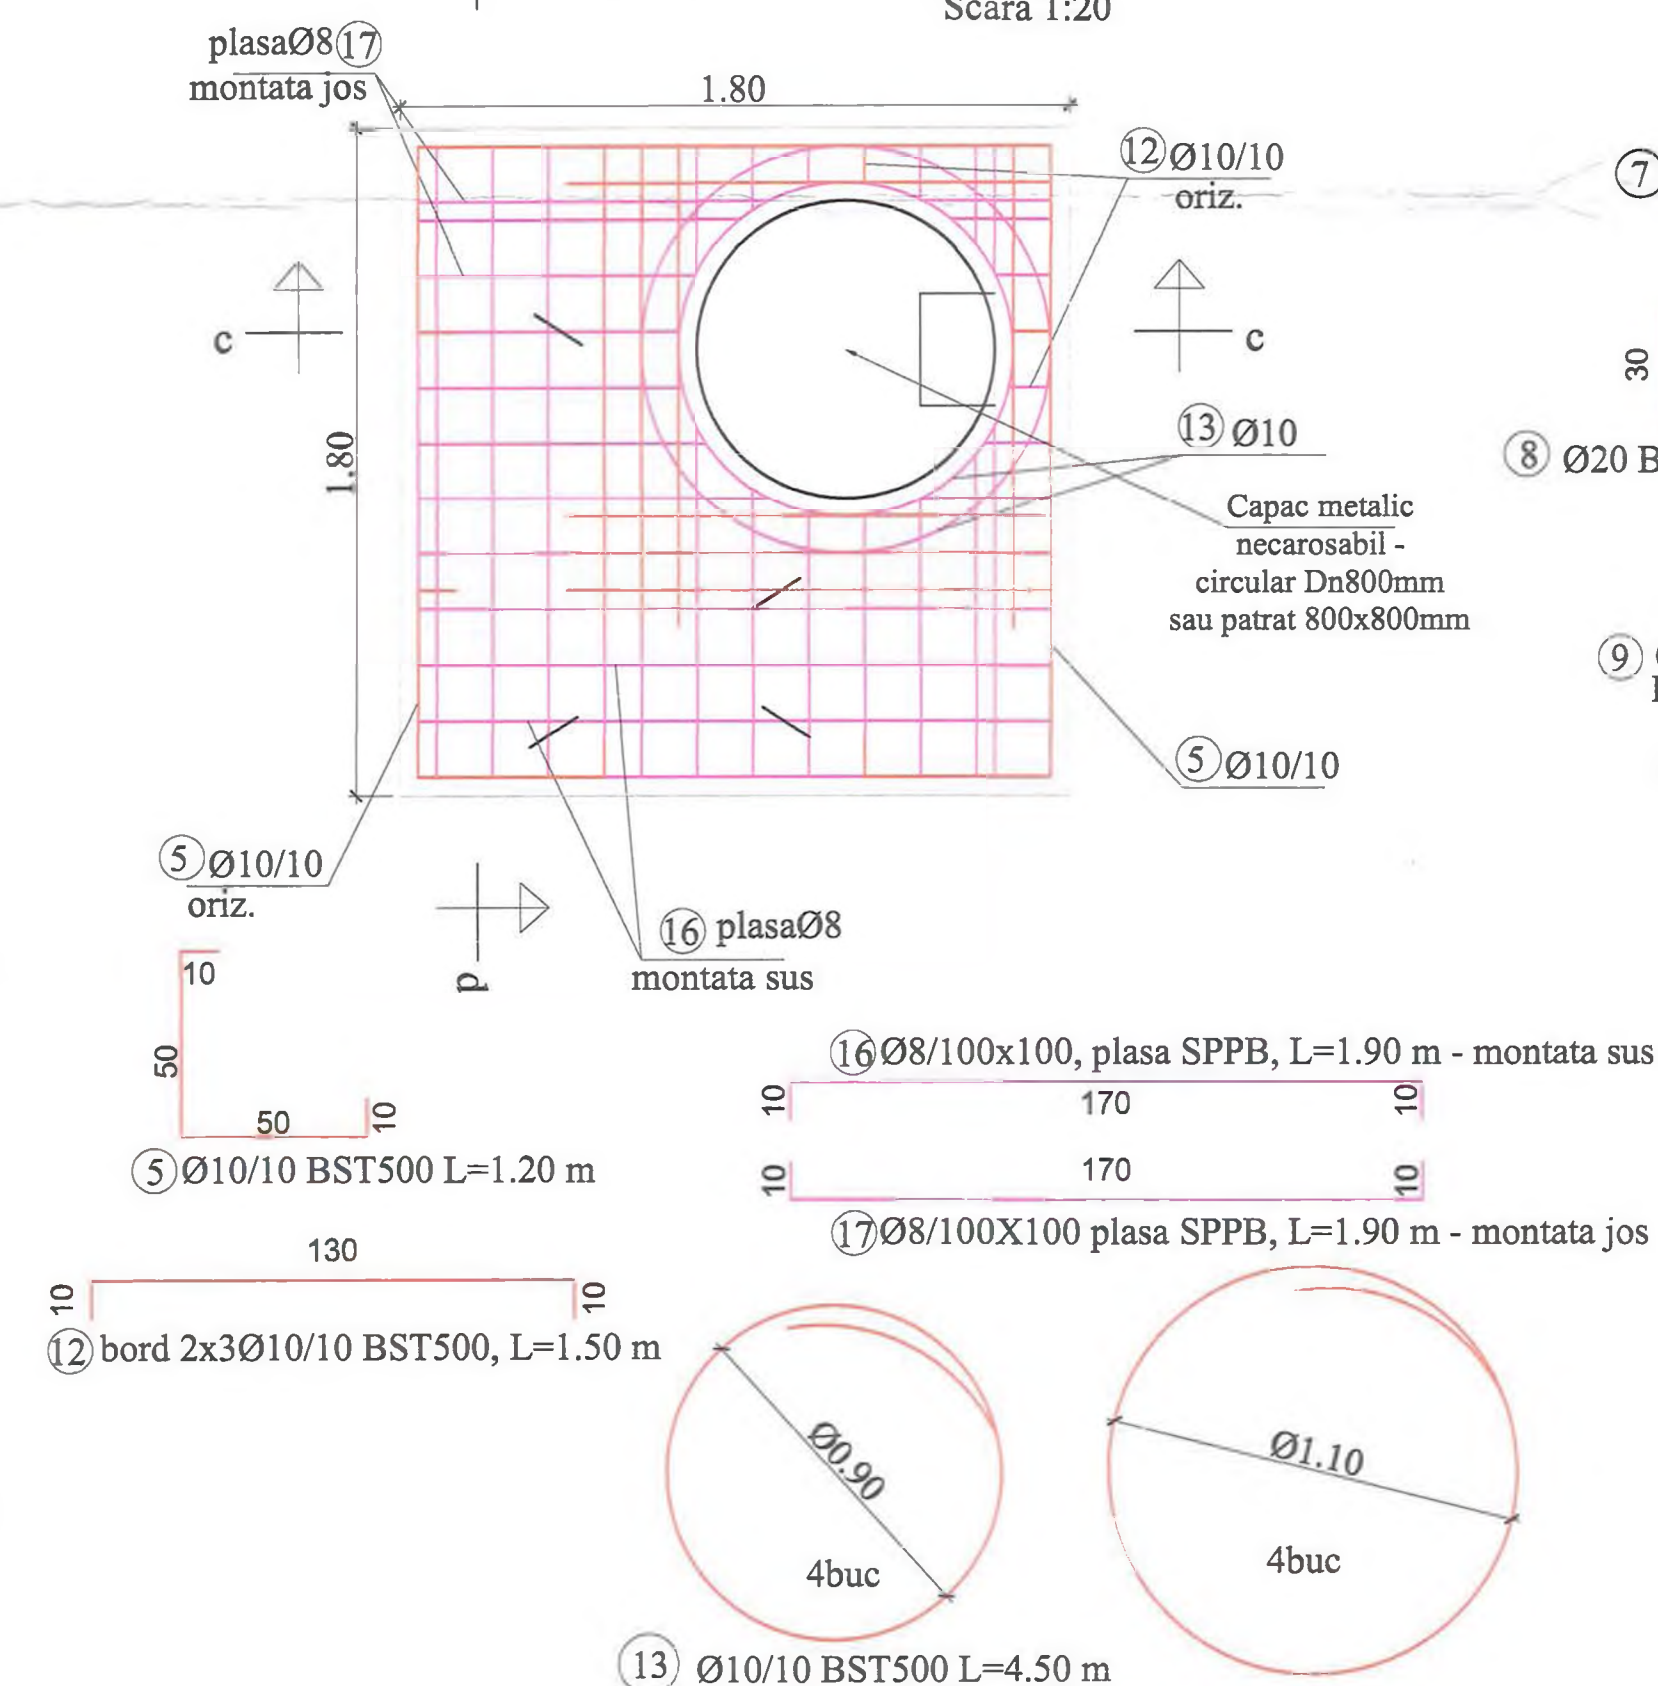 Scara 1:20
plasaØ8 17
montata jos
1.80
12 Ø10/10
oriz.
7
c
c
30
1.80
13 Ø10
8 Ø20 B
Capac metalic
necarosabil -
circular Dn800mm
sau patrat 800x800mm
9
5 Ø10/10
5 Ø10/10
oriz.
16 plasaØ8
montata sus
d
10
50
50
10
5 Ø10/10 BST500 L=1.20 m
16 Ø8/100x100, plasa SPPB, L=1.90 m - montata sus
10
170
10
10
170
10
17 Ø8/100X100 plasa SPPB, L=1.90 m - montata jos
130
10
10
12 bord 2x3Ø10/10 BST500, L=1.50 m
Ø0.90
4buc
Ø1.10
4buc
13 Ø10/10 BST500 L=4.50 m